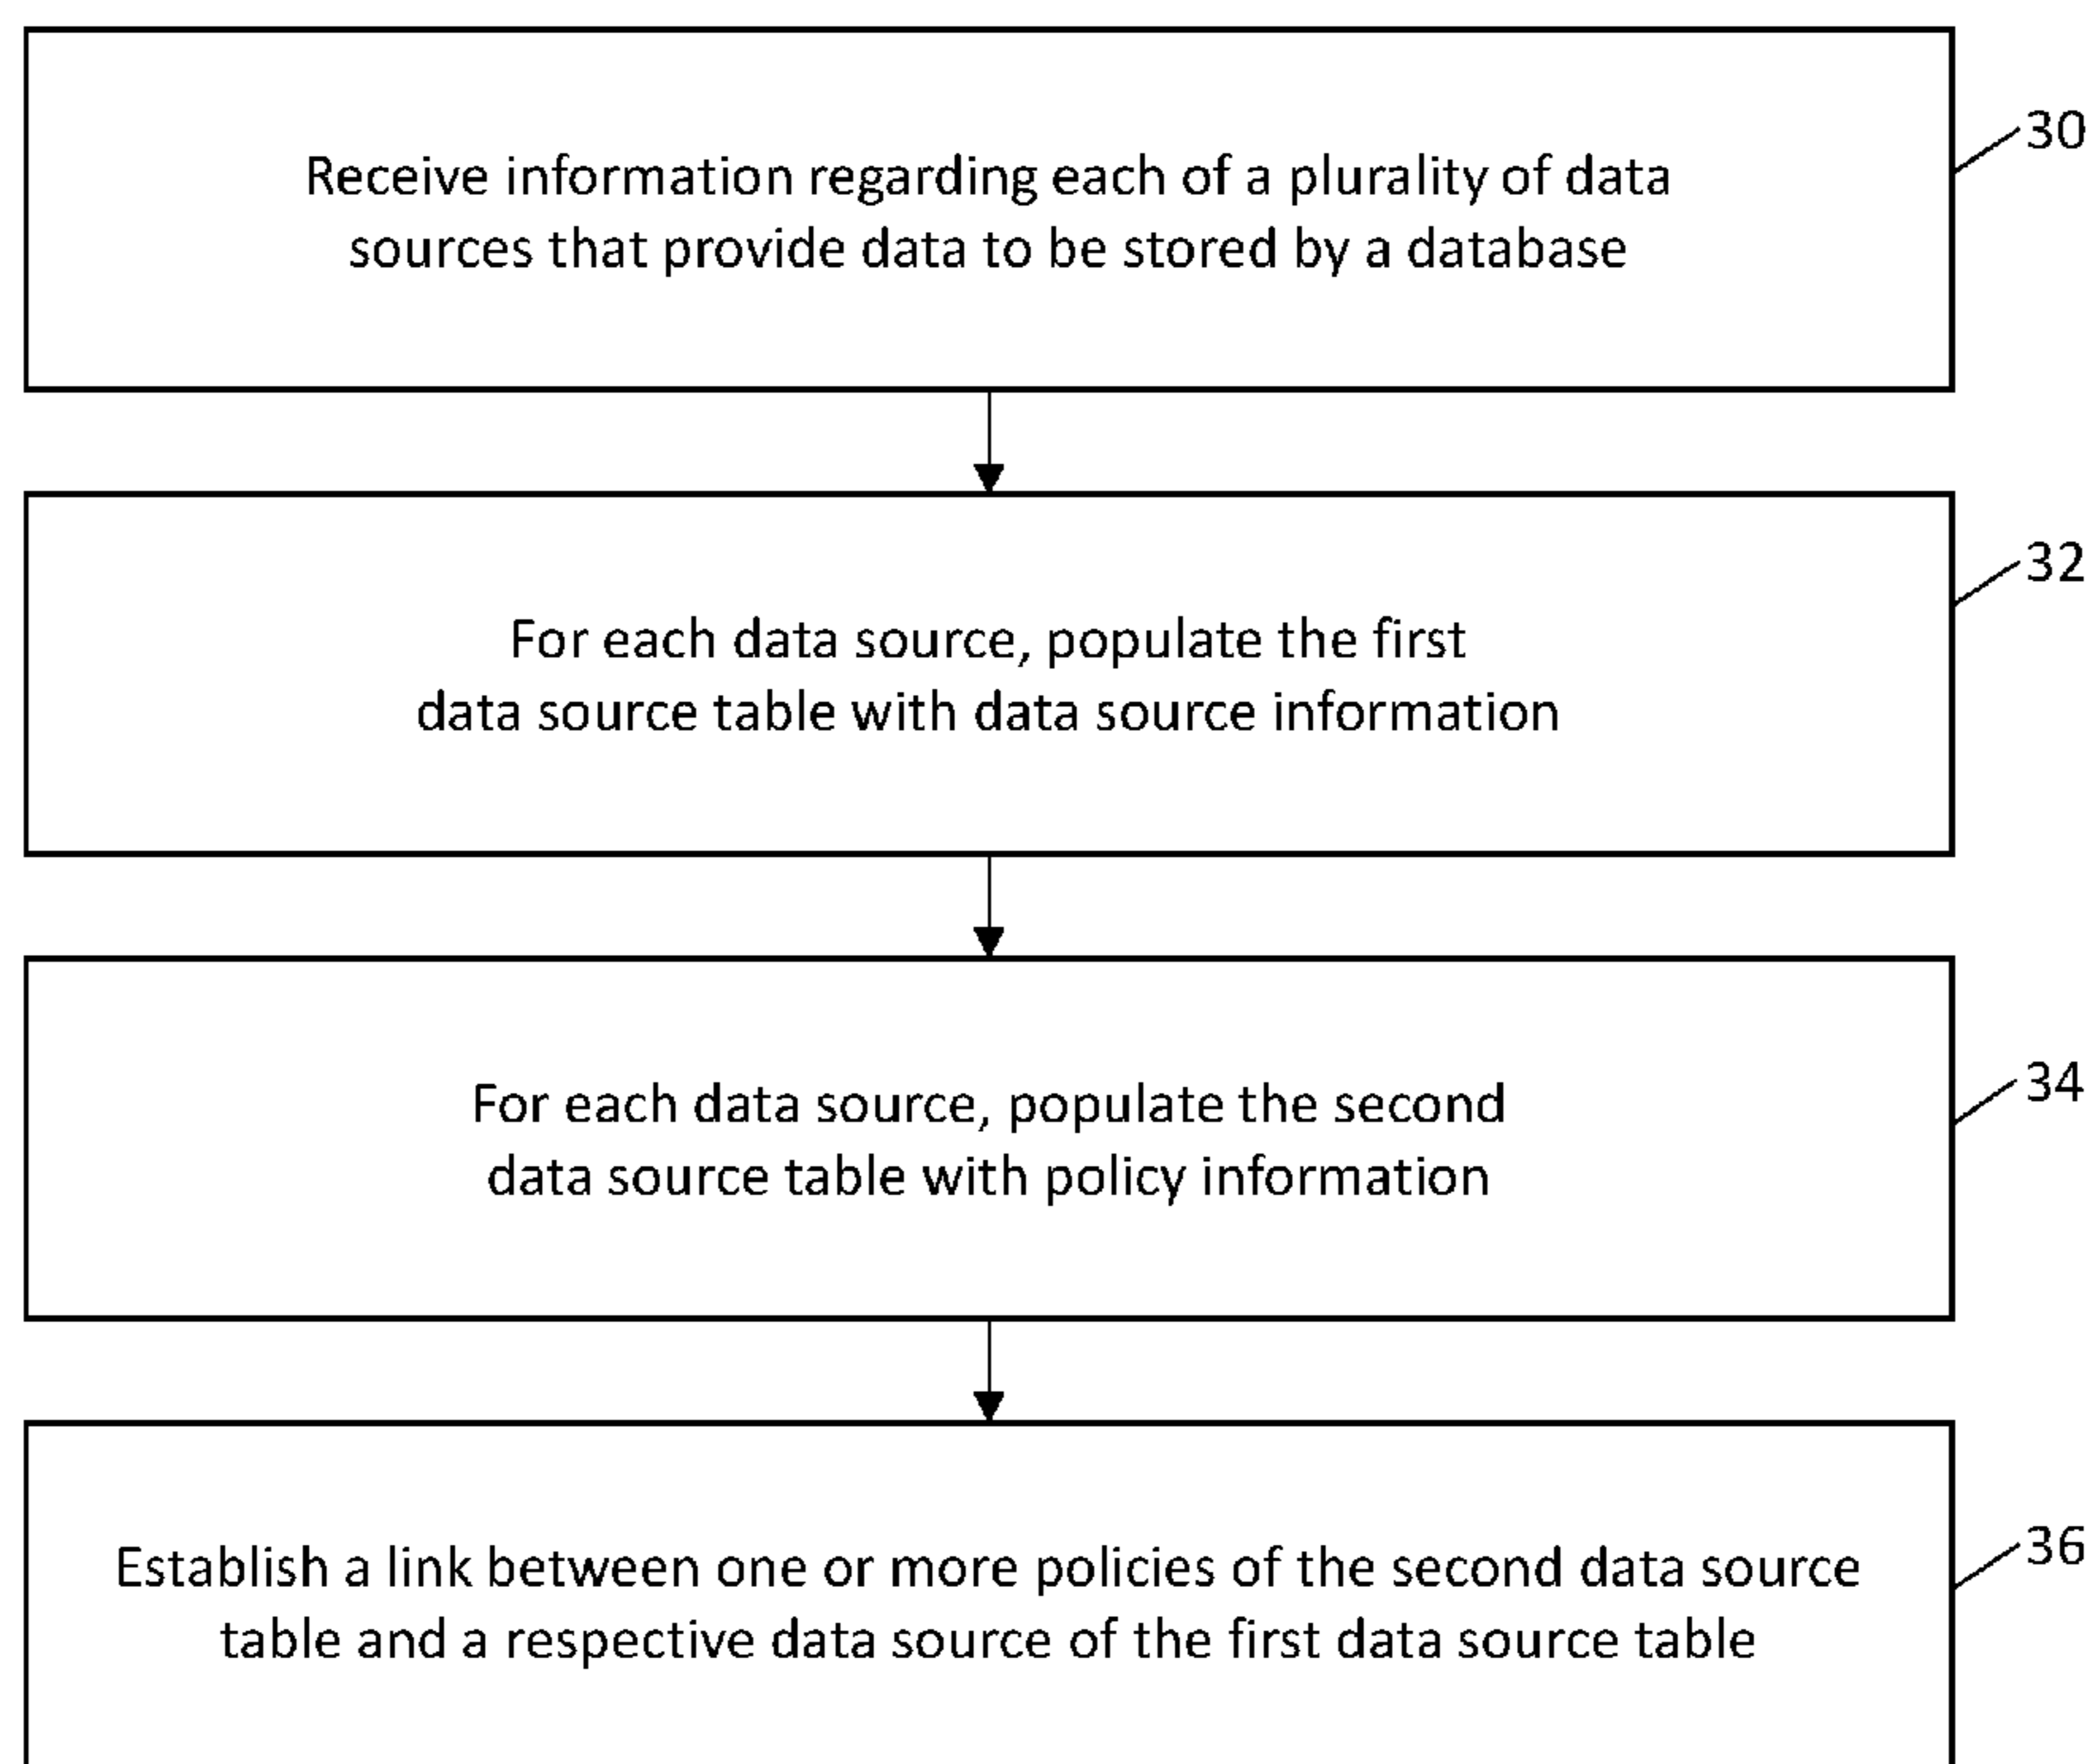 Receive information regarding each of a plurality of data
sources that provide data to be stored by a database
30
For each data source, populate the first
data source table with data source information
32
For each data source, populate the second
data source table with policy information
34
Establish a link between one or more policies of the second data source
table and a respective data source of the first data source table
36